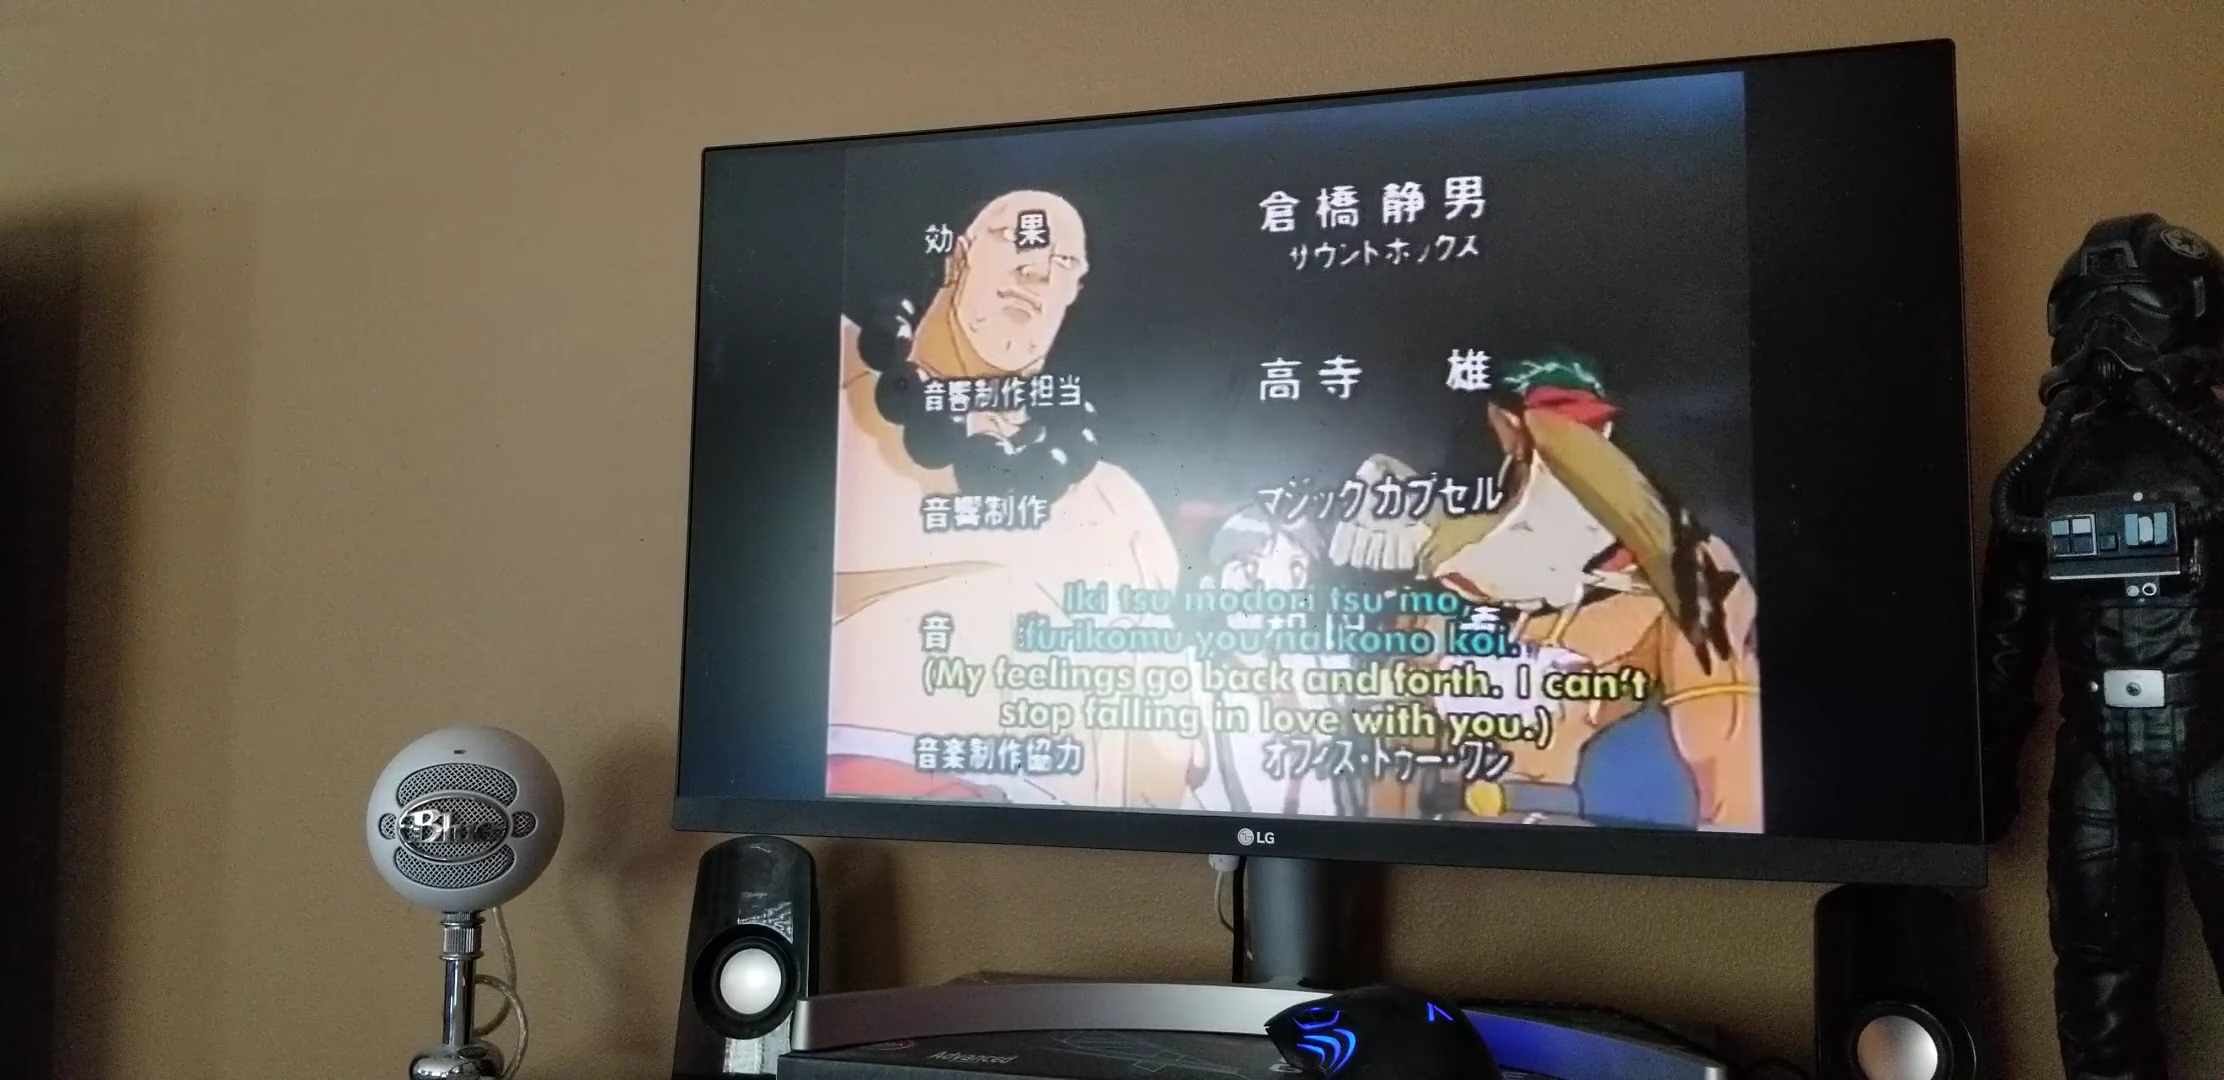 効果 倉橋静男
サウンドボックス
音響制作担当 高寺 雄
音響制作 マジックカプセル
Iki tsu modori tsu mo,
音
furikomu you na kono koi.
(My feelings go back and forth. I can't
stop falling in love with you.)
音楽制作協力 オフィス・トゥー・ワン
LG
Blue
Advanced